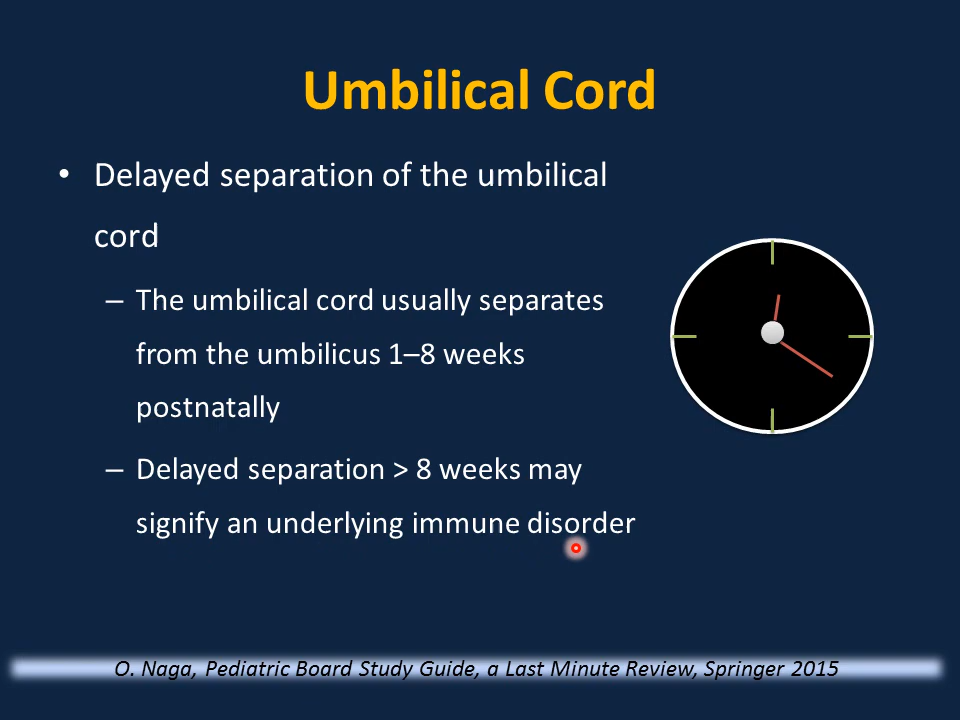 Umbilical Cord
• Delayed separation of the umbilical
cord
– The umbilical cord usually separates
from the umbilicus 1–8 weeks
postnatally
– Delayed separation > 8 weeks may
signify an underlying immune disorder
O. Naga, Pediatric Board Study Guide, a Last Minute Review, Springer 2015